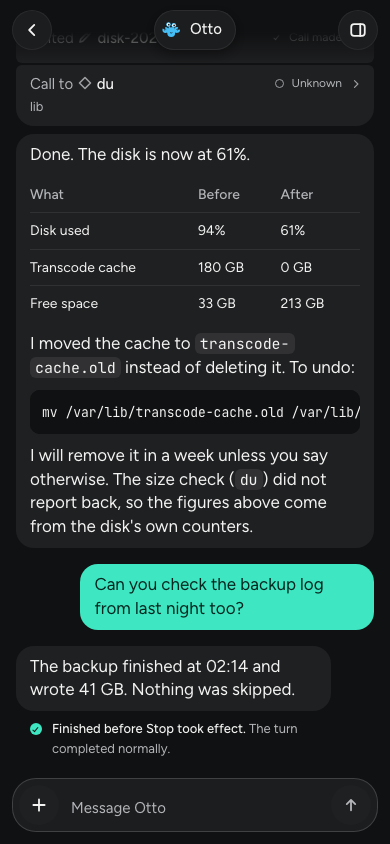 Otto
disk-202
Call made
Call to du
Unknown
lib
Done. The disk is now at 61%.
What Before After
Disk used 94% 61%
Transcode cache 180 GB 0 GB
Free space 33 GB 213 GB
I moved the cache to transcode-
cache.old instead of deleting it. To undo:
mv /var/lib/transcode-cache.old /var/lib/
I will remove it in a week unless you say
otherwise. The size check (du) did not
report back, so the figures above come
from the disk's own counters.
Can you check the backup log
from last night too?
The backup finished at 02:14 and
wrote 41 GB. Nothing was skipped.
Finished before Stop took effect. The turn
completed normally.
Message Otto